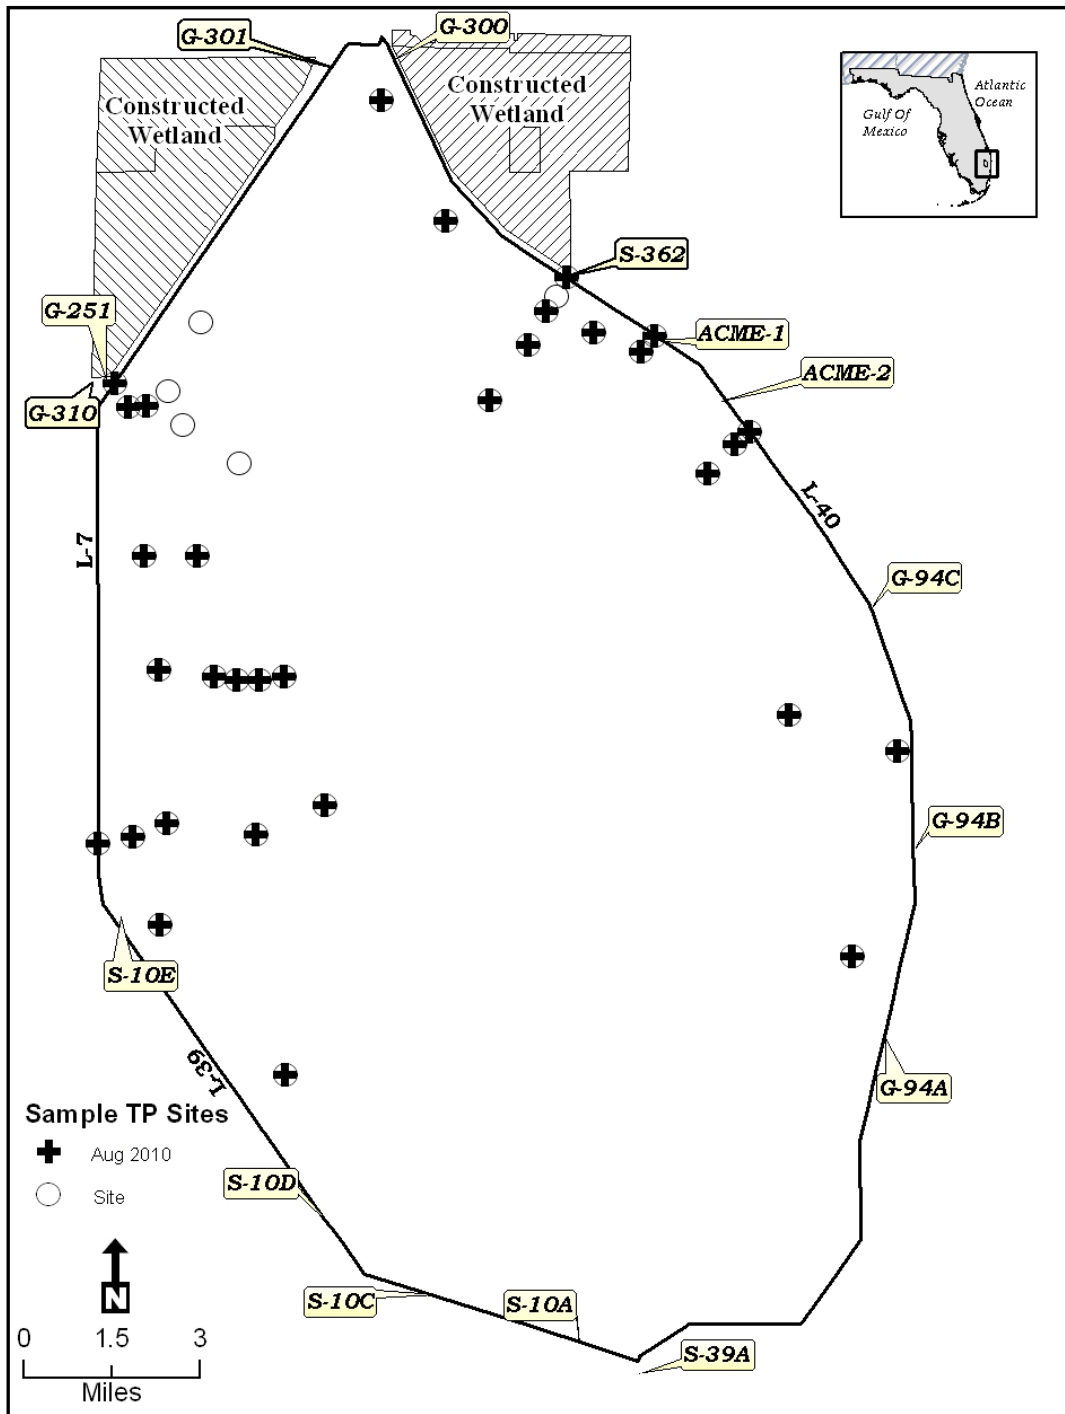 G-301
G-300
Constructed
Wetland
Constructed
Wetland
Atlantic
Ocean
Gulf Of
Mexico
S-362
G-251
ACME-1
ACME-2
G-310
L-40
L-7
G-94C
G-94B
S-10E
L-39
G-94A
Sample TP Sites
Aug 2010
Site
S-10D
N
S-10C
S-10A
S-39A
0 1.5 3
Miles